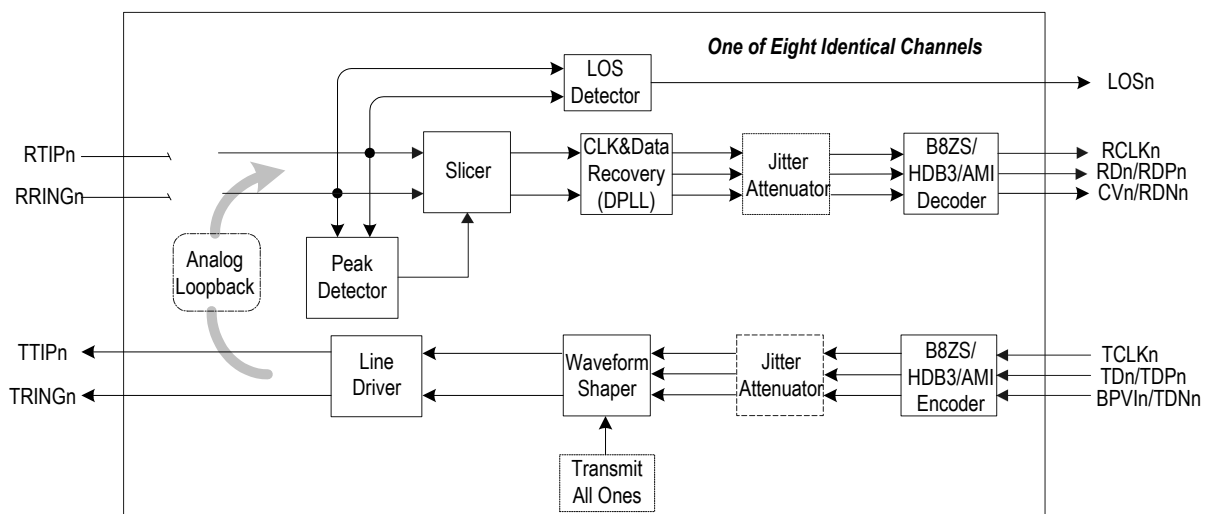 One of Eight Identical Channels
LOS
Detector
LOSn
RTIPn
RRINGn
Slicer
CLK&Data
Recovery
(DPLL)
Jitter
Attenuator
B8ZS/
HDB3/AMI
Decoder
RCLKn
RDn/RDPn
CVn/RDNn
Analog
Loopback
Peak
Detector
TTIPn
TRINGn
Line
Driver
Waveform
Shaper
Jitter
Attenuator
B8ZS/
HDB3/AMI
Encoder
TCLKn
TDn/TDPn
BPVIn/TDNn
Transmit
All Ones